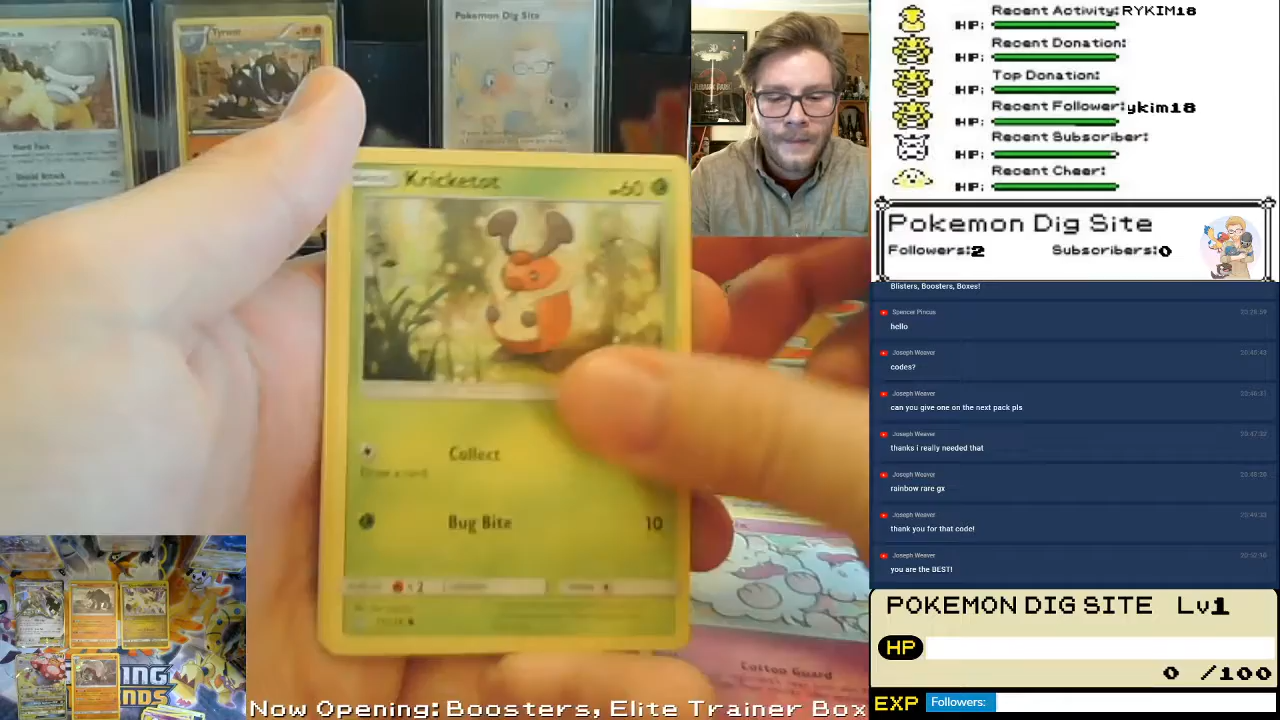 Tyrunt
Pokemon Dig Site
Kricketot
60
Collect
Draw a card.
Bug Bite 10
×2
Cotton Guard
Now Opening: Boosters, Elite Trainer Box
Recent Activity: RYKIM18
HP:
Recent Donation:
HP:
Top Donation:
HP:
Recent Follower: ykim18
HP:
Recent Subscriber:
HP:
Recent Cheer:
HP:
Pokemon Dig Site
Followers:2 Subscribers:0
Blisters, Boosters, Boxes!
Spencer Pincus
hello
Joseph Weaver
codes?
Joseph Weaver
can you give one on the next pack pls
Joseph Weaver
thanks i really needed that
Joseph Weaver
rainbow rare gx
Joseph Weaver
thank you for that code!
Joseph Weaver
you are the BEST!
POKEMON DIG SITE Lv1
HP
0 /100
EXP Followers: